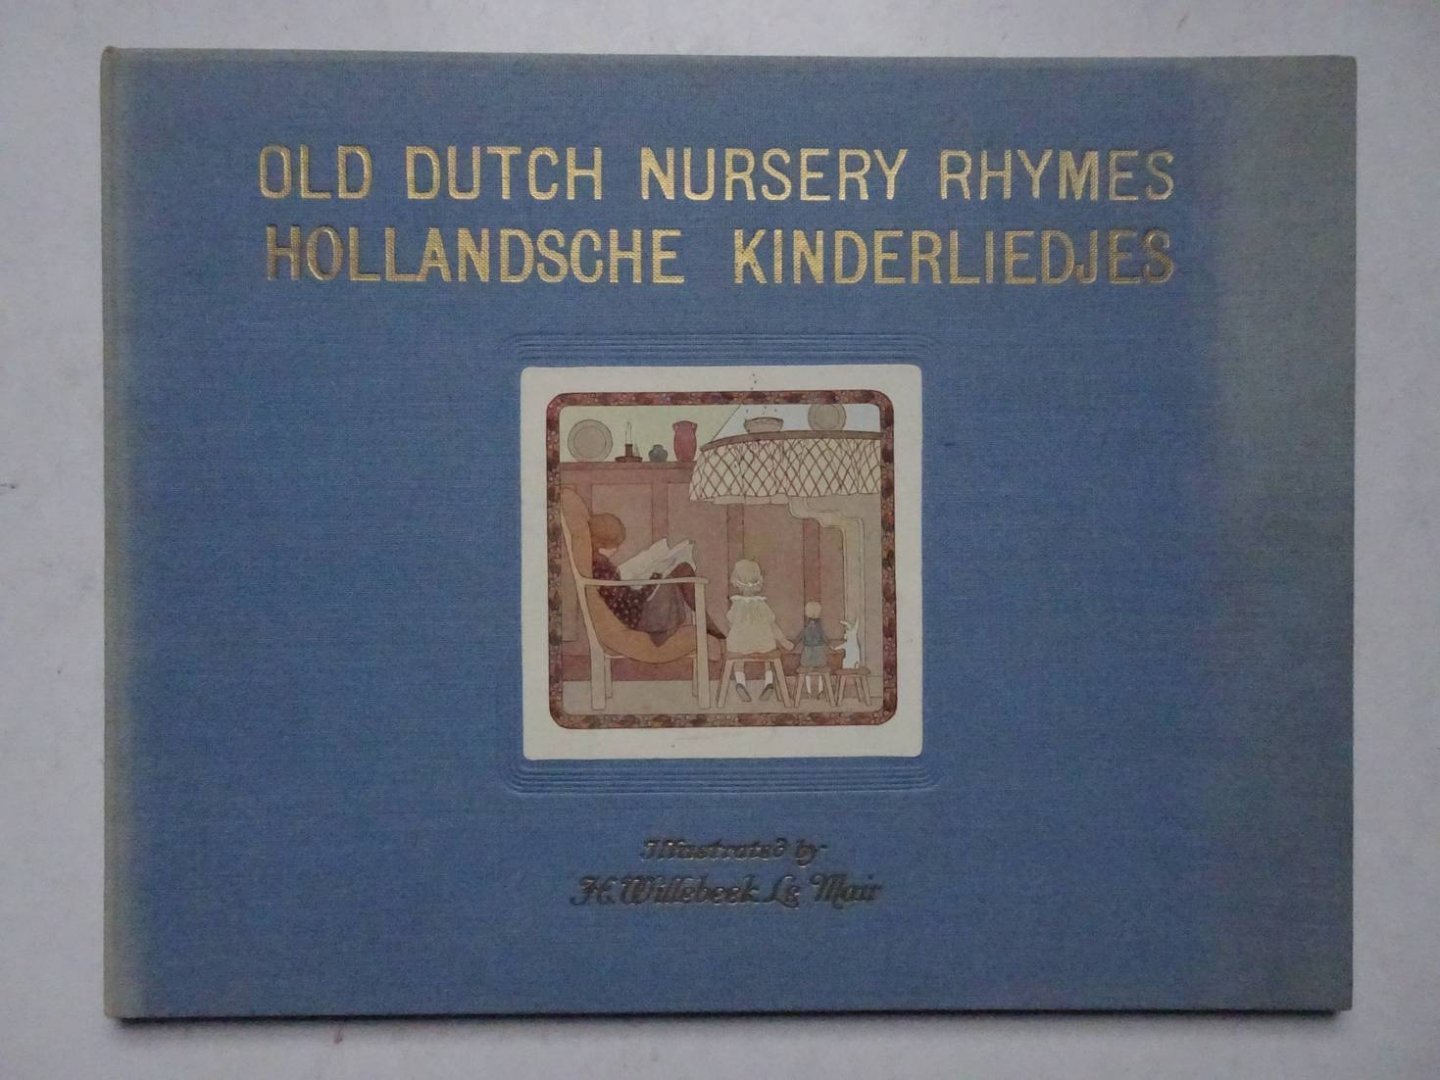 OLD DUTCH NURSERY RHYMES
HOLLANDSCHE KINDERLIEDJES
Illustrated by
H. Willebeek Le Mair